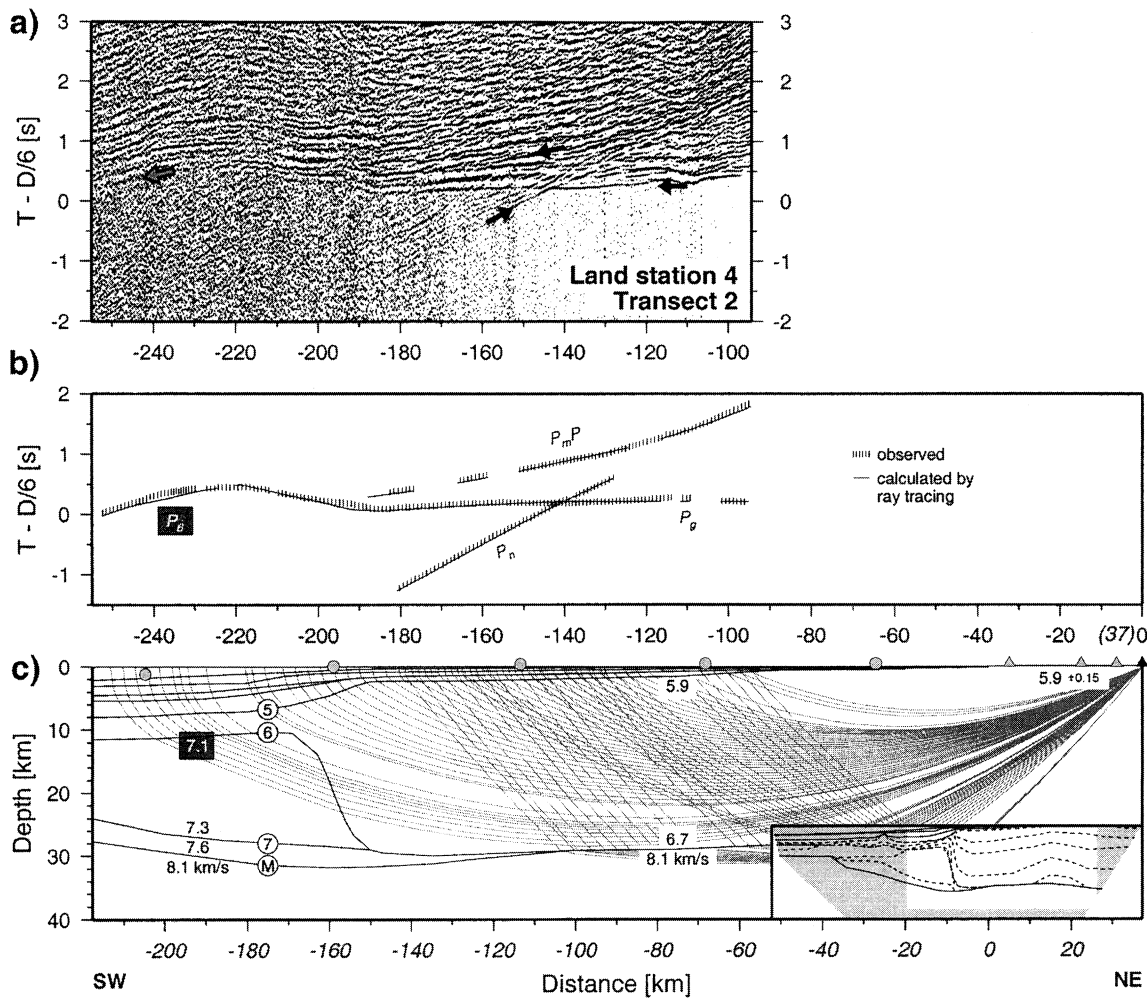 a)
3
2
1
0
-1
-2
T - D/6 [s]
3
2
1
0
-1
-2
Land station 4
Transect 2
-240 -220 -200 -180 -160 -140 -120 -100
b)
2
1
0
-1
T - D/6 [s]
PmP
P6
Pn
Pg
observed
calculated by
ray tracing
-240 -220 -200 -180 -160 -140 -120 -100 -80 -60 -40 -20 (37) 0
c)
0
10
20
30
40
Depth [km]
5.9
5.9 +0.15
5
6
7.1
7.3
7
7.6
M
8.1 km/s
6.7
8.1 km/s
-200 -180 -160 -140 -120 -100 -80 -60 -40 -20 0 20
SW
Distance [km]
NE